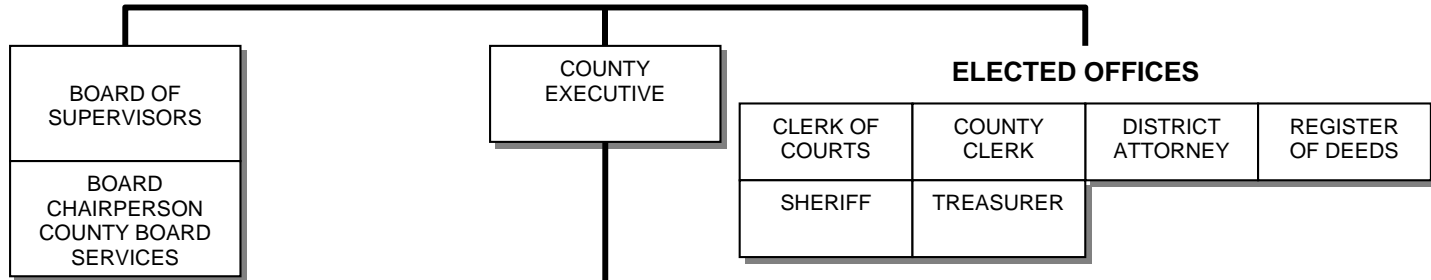 BOARD OF
SUPERVISORS
BOARD
CHAIRPERSON
COUNTY BOARD
SERVICES
COUNTY
EXECUTIVE
ELECTED OFFICES
CLERK OF
COURTS
COUNTY
CLERK
DISTRICT
ATTORNEY
REGISTER
OF DEEDS
SHERIFF
TREASURER